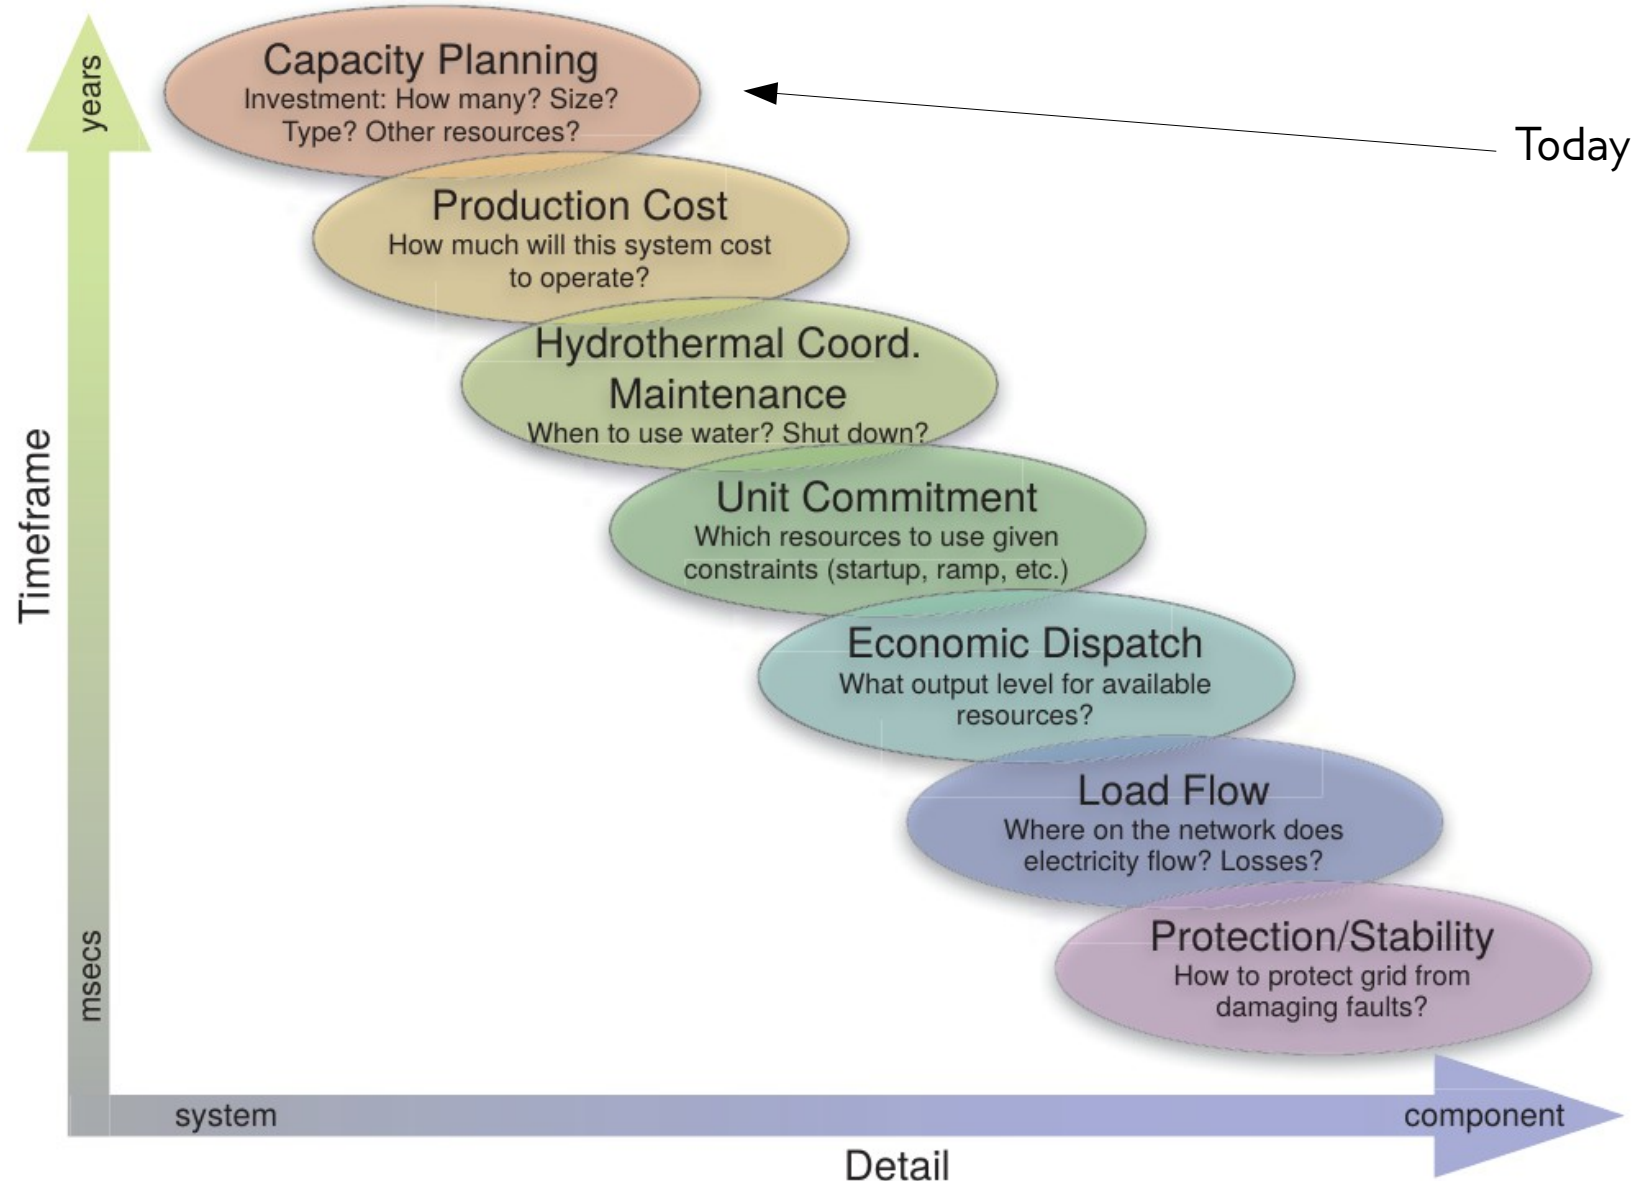 years
Capacity Planning
Investment: How many? Size?
Type? Other resources?
Today
Production Cost
How much will this system cost
to operate?
Hydrothermal Coord.
Maintenance
When to use water? Shut down?
Unit Commitment
Which resources to use given
constraints (startup, ramp, etc.)
Economic Dispatch
What output level for available
resources?
Load Flow
Where on the network does
electricity flow? Losses?
Protection/Stability
How to protect grid from
damaging faults?
Timeframe
msecs
system
component
Detail